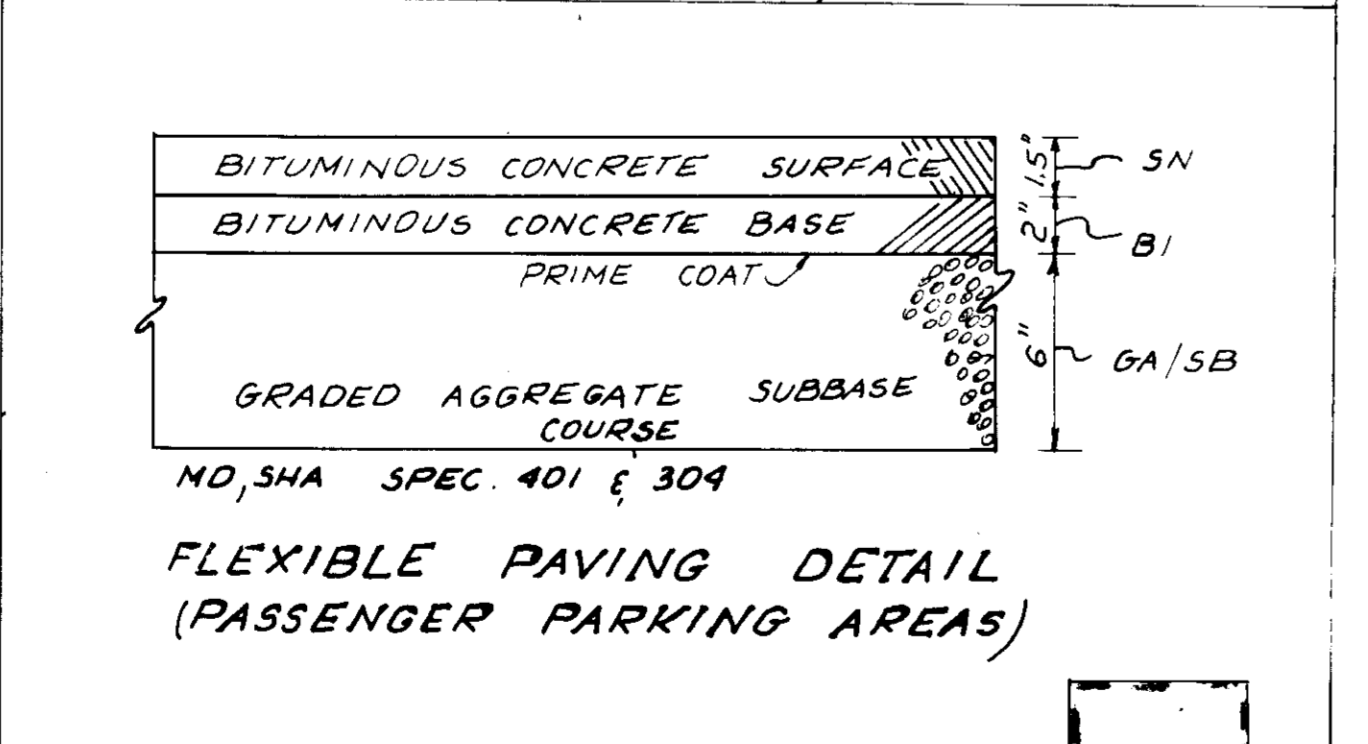 BITUMINOUS CONCRETE SURFACE
1.5"
SN
BITUMINOUS CONCRETE BASE
2"
BI
PRIME COAT
6"
GA/SB
GRADED AGGREGATE SUBBASE
COURSE
MD, SHA SPEC. 401 & 304
FLEXIBLE PAVING DETAIL
(PASSENGER PARKING AREAS)